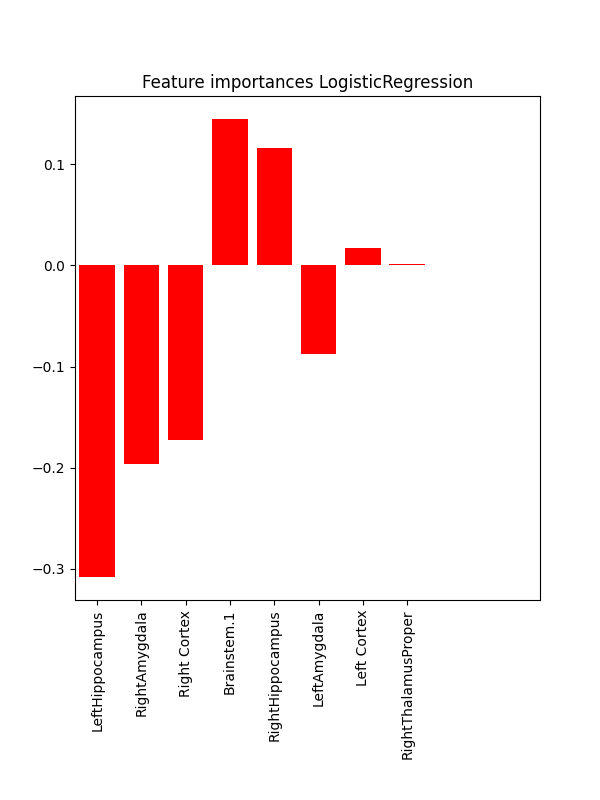 Feature importances LogisticRegression
0.1
0.0
−0.1
−0.2
−0.3
LeftHippocampus
RightAmygdala
Right Cortex
Brainstem.1
RightHippocampus
LeftAmygdala
Left Cortex
RightThalamusProper